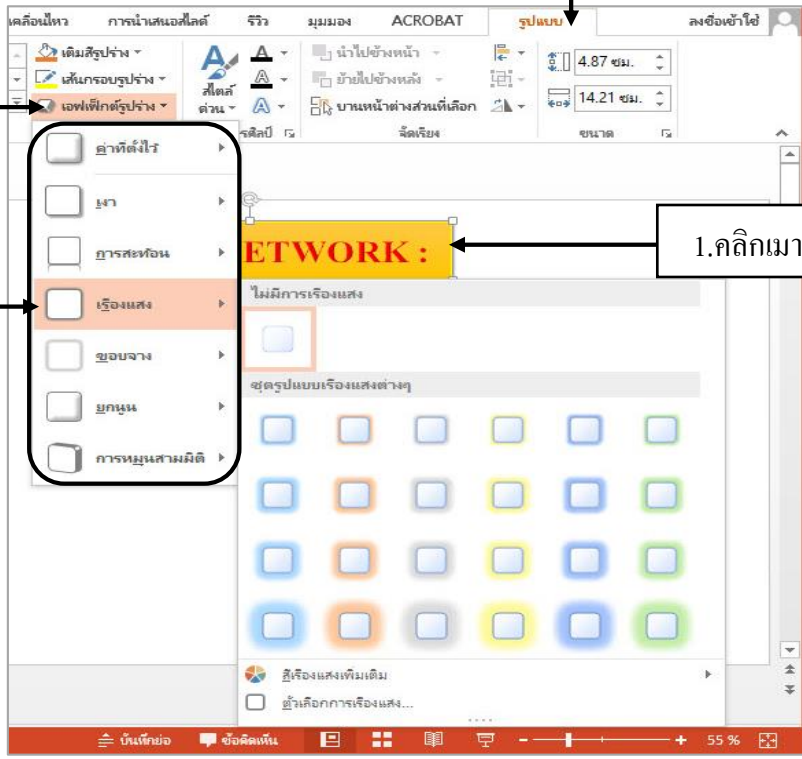 เคลื่อนไหว การนำเสนอสไลด์ รีวิว มุมมอง ACROBAT รูปแบบ ลงชื่อเข้าใช้
เติมสีรูปร่าง
เส้นกรอบรูปร่าง
เอฟเฟ็กต์รูปร่าง
สไตล์
ด่วน
A
A
A
นำไปข้างหน้า
ย้ายไปข้างหลัง
บานหน้าต่างส่วนที่เลือก
4.87 ซม.
14.21 ซม.
รศิลป์ จัดเรียง ขนาด
ค่าที่ตั้งไว้
เงา
การสะท้อน
เรืองแสง
ขอบจาง
ยกนูน
การหมุนสามมิติ
ETWORK :
1.คลิกเมา
ไม่มีการเรืองแสง
ชุดรูปแบบเรืองแสงต่างๆ
สีเรืองแสงเพิ่มเติม
ตัวเลือกการเรืองแสง...
บันทึกย่อ ข้อคิดเห็น 55 %